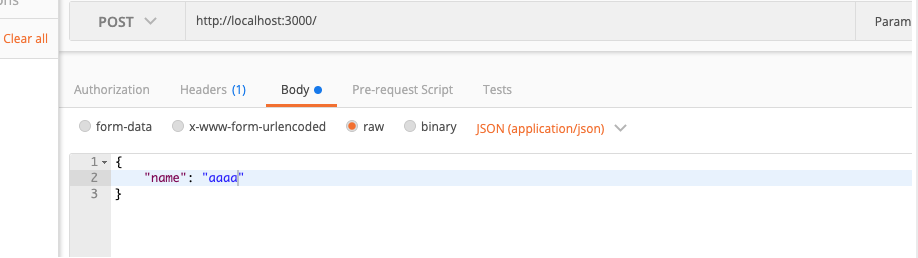 ons
Clear all
POST http://localhost:3000/ Param
Authorization Headers (1) Body Pre-request Script Tests
form-data x-www-form-urlencoded raw binary JSON (application/json)
1 {
2 "name": "aaaa"
3 }